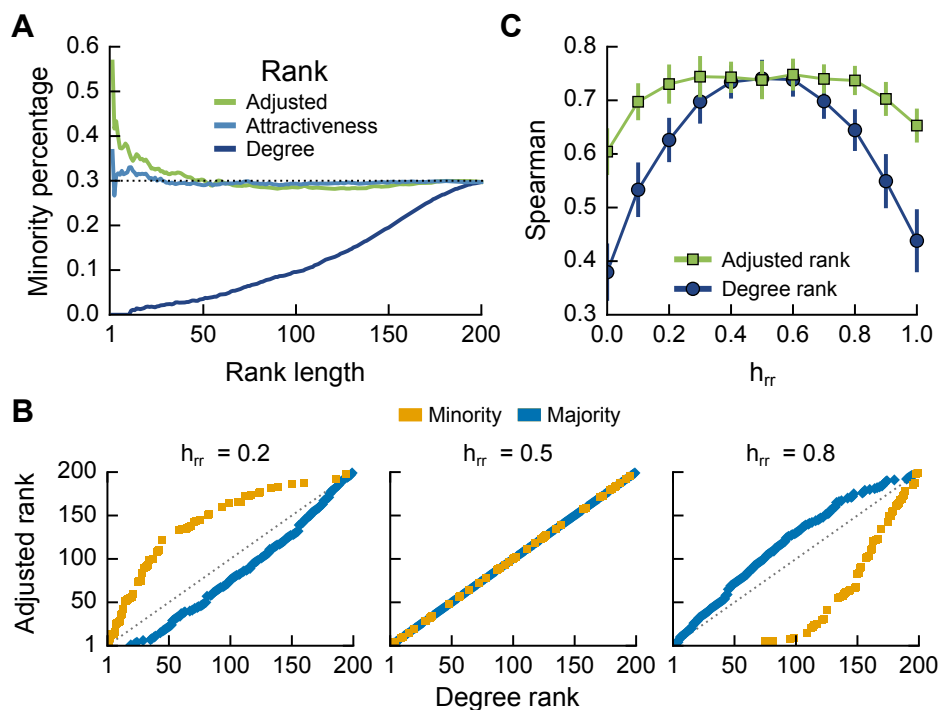 A
Rank
Adjusted
Attractiveness
Degree
Minority percentage
0.6
0.5
0.4
0.3
0.2
0.1
0.0
1 50 100 150 200
Rank length
C
Spearman
0.8
0.7
0.6
0.5
0.4
0.3
Adjusted rank
Degree rank
0.0 0.2 0.4 0.6 0.8 1.0
h_rr
B
Minority Majority
h_rr = 0.2 h_rr = 0.5 h_rr = 0.8
Adjusted rank
200
150
100
50
1
1 50 100 150 200 1 50 100 150 200 1 50 100 150 200
Degree rank